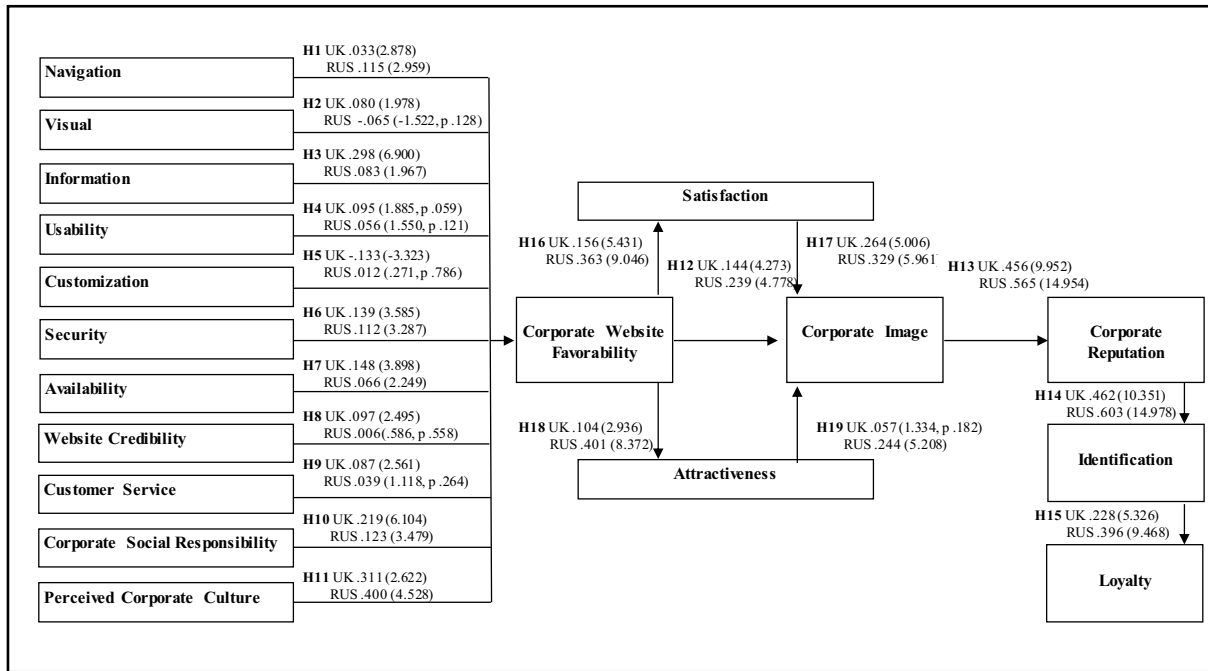 H1 UK .033(2.878)
RUS .115 (2.959)
Navigation
H2 UK .080 (1.978)
RUS -.065 (-1.522, p .128)
Visual
H3 UK .298 (6.900)
RUS .083 (1.967)
Information
H4 UK .095 (1.885, p .059)
RUS .056 (1.550, p .121)
Usability
H5 UK -.133 (-3.323)
RUS .012 (.271, p .786)
Customization
H6 UK .139 (3.585)
RUS .112 (3.287)
Security
H7 UK .148 (3.898)
RUS .066 (2.249)
Availability
H8 UK .097 (2.495)
RUS .006(.586, p .558)
Website Credibility
H9 UK .087 (2.561)
RUS .039 (1.118, p .264)
Customer Service
H10 UK .219 (6.104)
RUS .123 (3.479)
Corporate Social Responsibility
H11 UK .311 (2.622)
RUS .400 (4.528)
Perceived Corporate Culture
Satisfaction
H16 UK .156 (5.431)
RUS .363 (9.046)
H12 UK .144 (4.273)
RUS .239 (4.778)
H17 UK .264 (5.006)
RUS .329 (5.961)
H13 UK .456 (9.952)
RUS .565 (14.954)
Corporate Website
Favorability
Corporate Image
Corporate
Reputation
H18 UK .104 (2.936)
RUS .401 (8.372)
H19 UK .057 (1.334, p .182)
RUS .244 (5.208)
Attractiveness
H14 UK .462 (10.351)
RUS .603 (14.978)
Identification
H15 UK .228 (5.326)
RUS .396 (9.468)
Loyalty